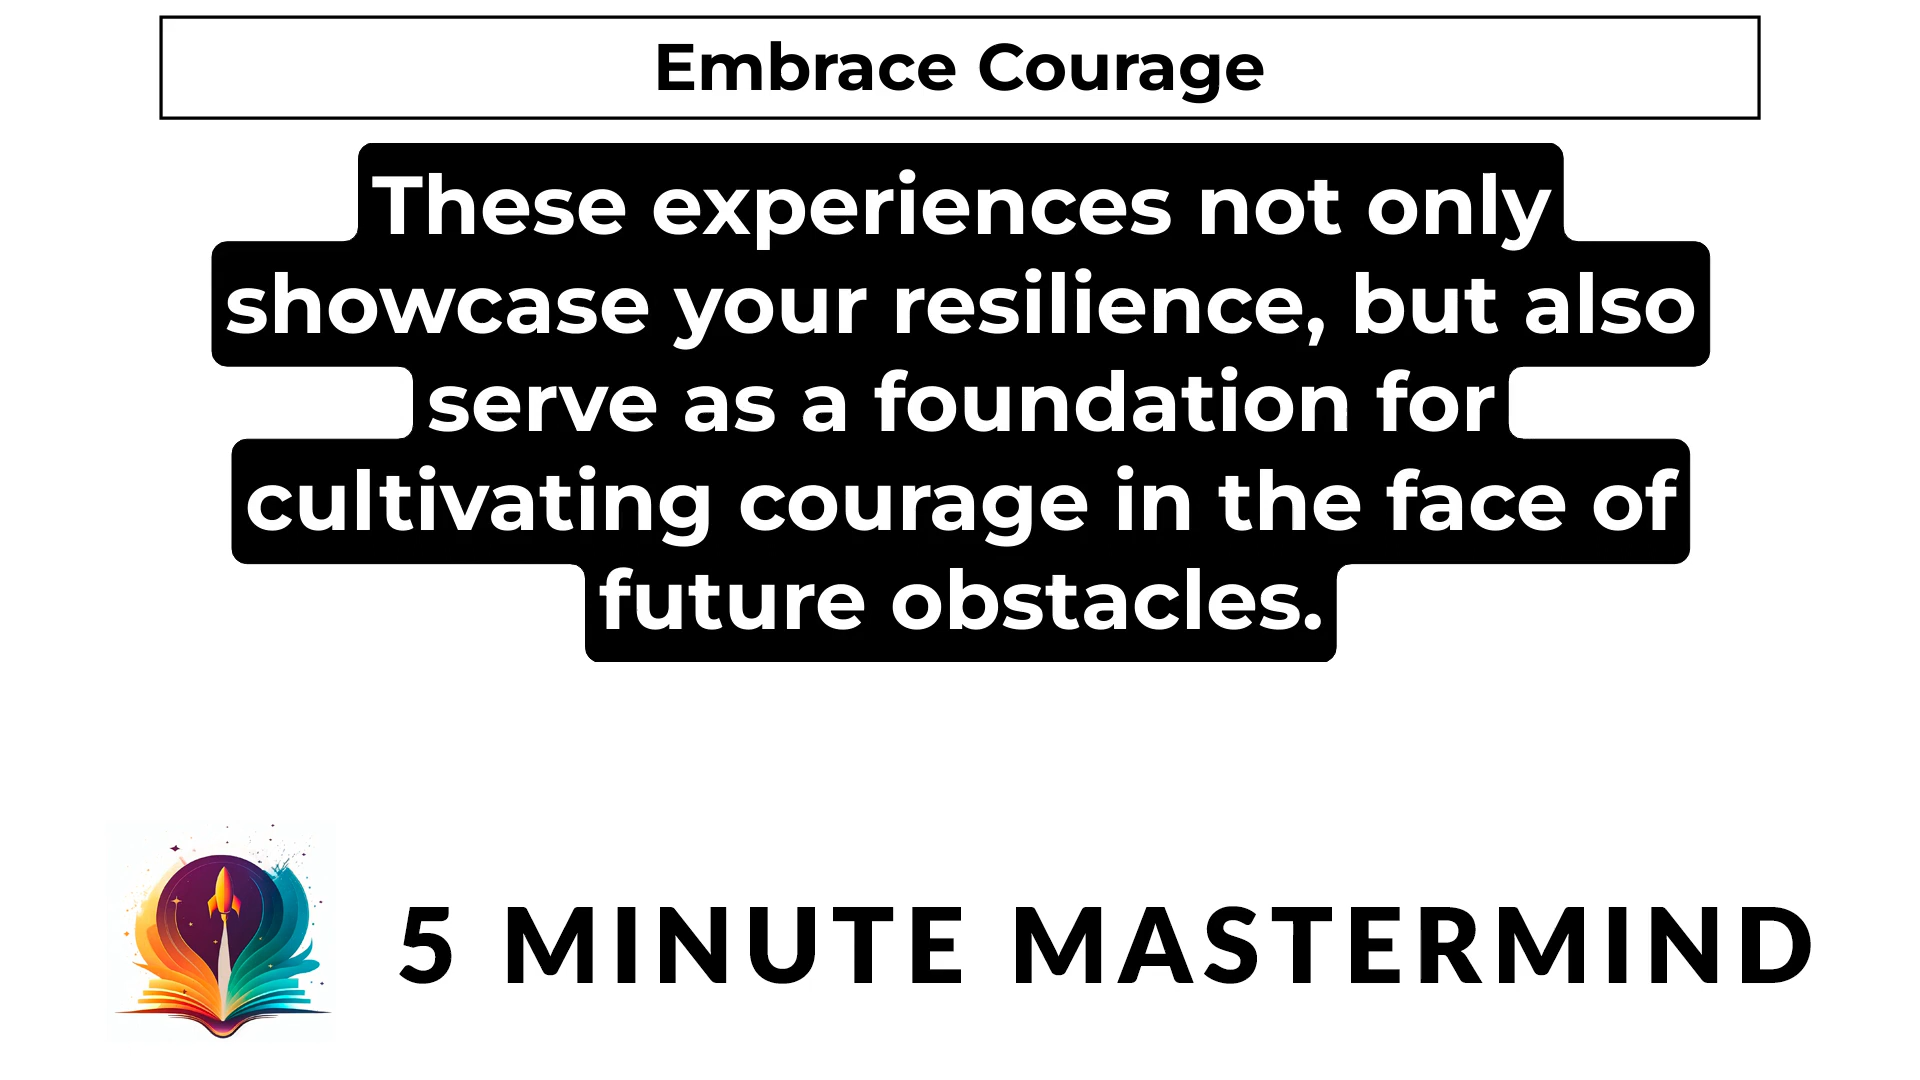 Embrace Courage
These experiences not only
showcase your resilience, but also
serve as a foundation for
cultivating courage in the face of
future obstacles.
5 MINUTE MASTERMIND